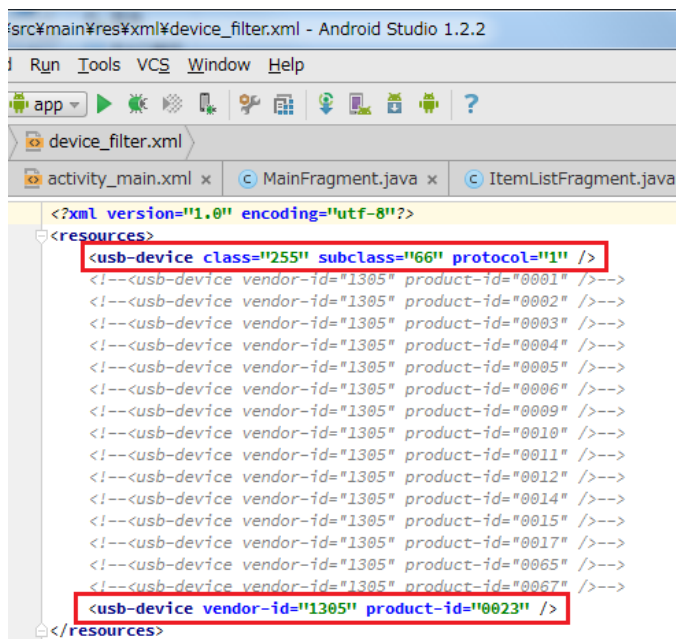 ¥src¥main¥res¥xml¥device_filter.xml - Android Studio 1.2.2
Run Tools VCS Window Help
app ?
device_filter.xml
activity_main.xml × C MainFragment.java × C ItemListFragment.java
<?xml version="1.0" encoding="utf-8"?>
<resources>
<usb-device class="255" subclass="66" protocol="1" />
<!--<usb-device vendor-id="1305" product-id="0001" />-->
<!--<usb-device vendor-id="1305" product-id="0002" />-->
<!--<usb-device vendor-id="1305" product-id="0003" />-->
<!--<usb-device vendor-id="1305" product-id="0004" />-->
<!--<usb-device vendor-id="1305" product-id="0005" />-->
<!--<usb-device vendor-id="1305" product-id="0006" />-->
<!--<usb-device vendor-id="1305" product-id="0009" />-->
<!--<usb-device vendor-id="1305" product-id="0010" />-->
<!--<usb-device vendor-id="1305" product-id="0011" />-->
<!--<usb-device vendor-id="1305" product-id="0012" />-->
<!--<usb-device vendor-id="1305" product-id="0014" />-->
<!--<usb-device vendor-id="1305" product-id="0015" />-->
<!--<usb-device vendor-id="1305" product-id="0017" />-->
<!--<usb-device vendor-id="1305" product-id="0065" />-->
<!--<usb-device vendor-id="1305" product-id="0067" />-->
<usb-device vendor-id="1305" product-id="0023" />
</resources>